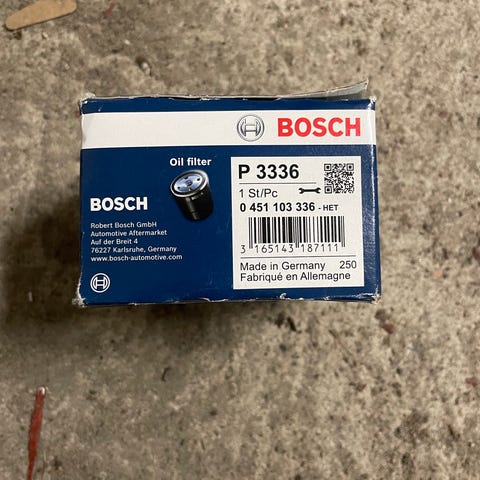 BOSCH
Oil filter
P 3336
1 St/Pc
0 451 103 336 - HET
3 165143 187111
Made in Germany 250
Fabriqué en Allemagne
BOSCH
Robert Bosch GmbH
Automotive Aftermarket
Auf der Breit 4
76227 Karlsruhe, Germany
www.bosch-automotive.com